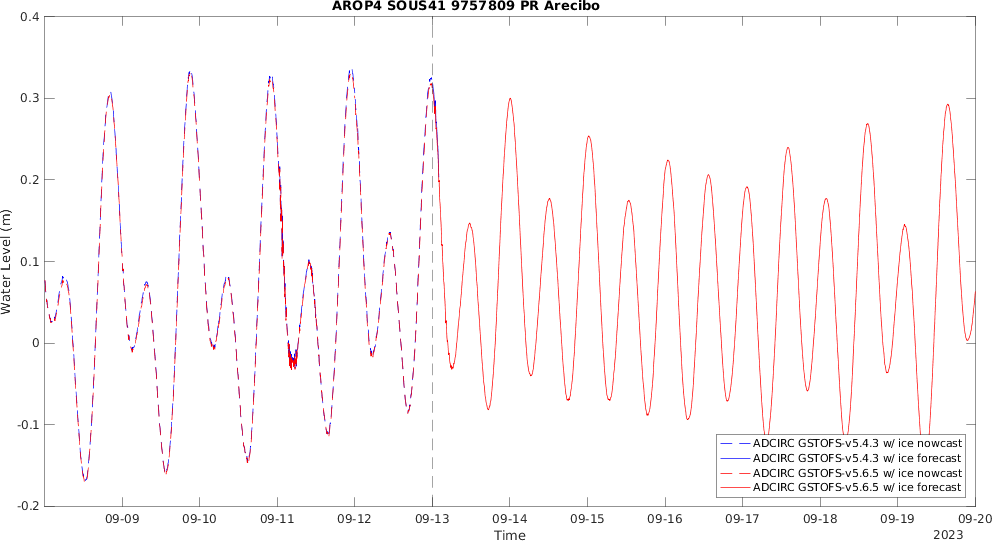 AROP4 SOUS41 9757809 PR Arecibo
0.4
0.3
0.2
0.1
0
-0.1
-0.2
Water Level (m)
ADCIRC GSTOFS-v5.4.3 w/ ice nowcast
ADCIRC GSTOFS-v5.4.3 w/ ice forecast
ADCIRC GSTOFS-v5.6.5 w/ ice nowcast
ADCIRC GSTOFS-v5.6.5 w/ ice forecast
09-09 09-10 09-11 09-12 09-13 09-14 09-15 09-16 09-17 09-18 09-19 09-20
Time
2023